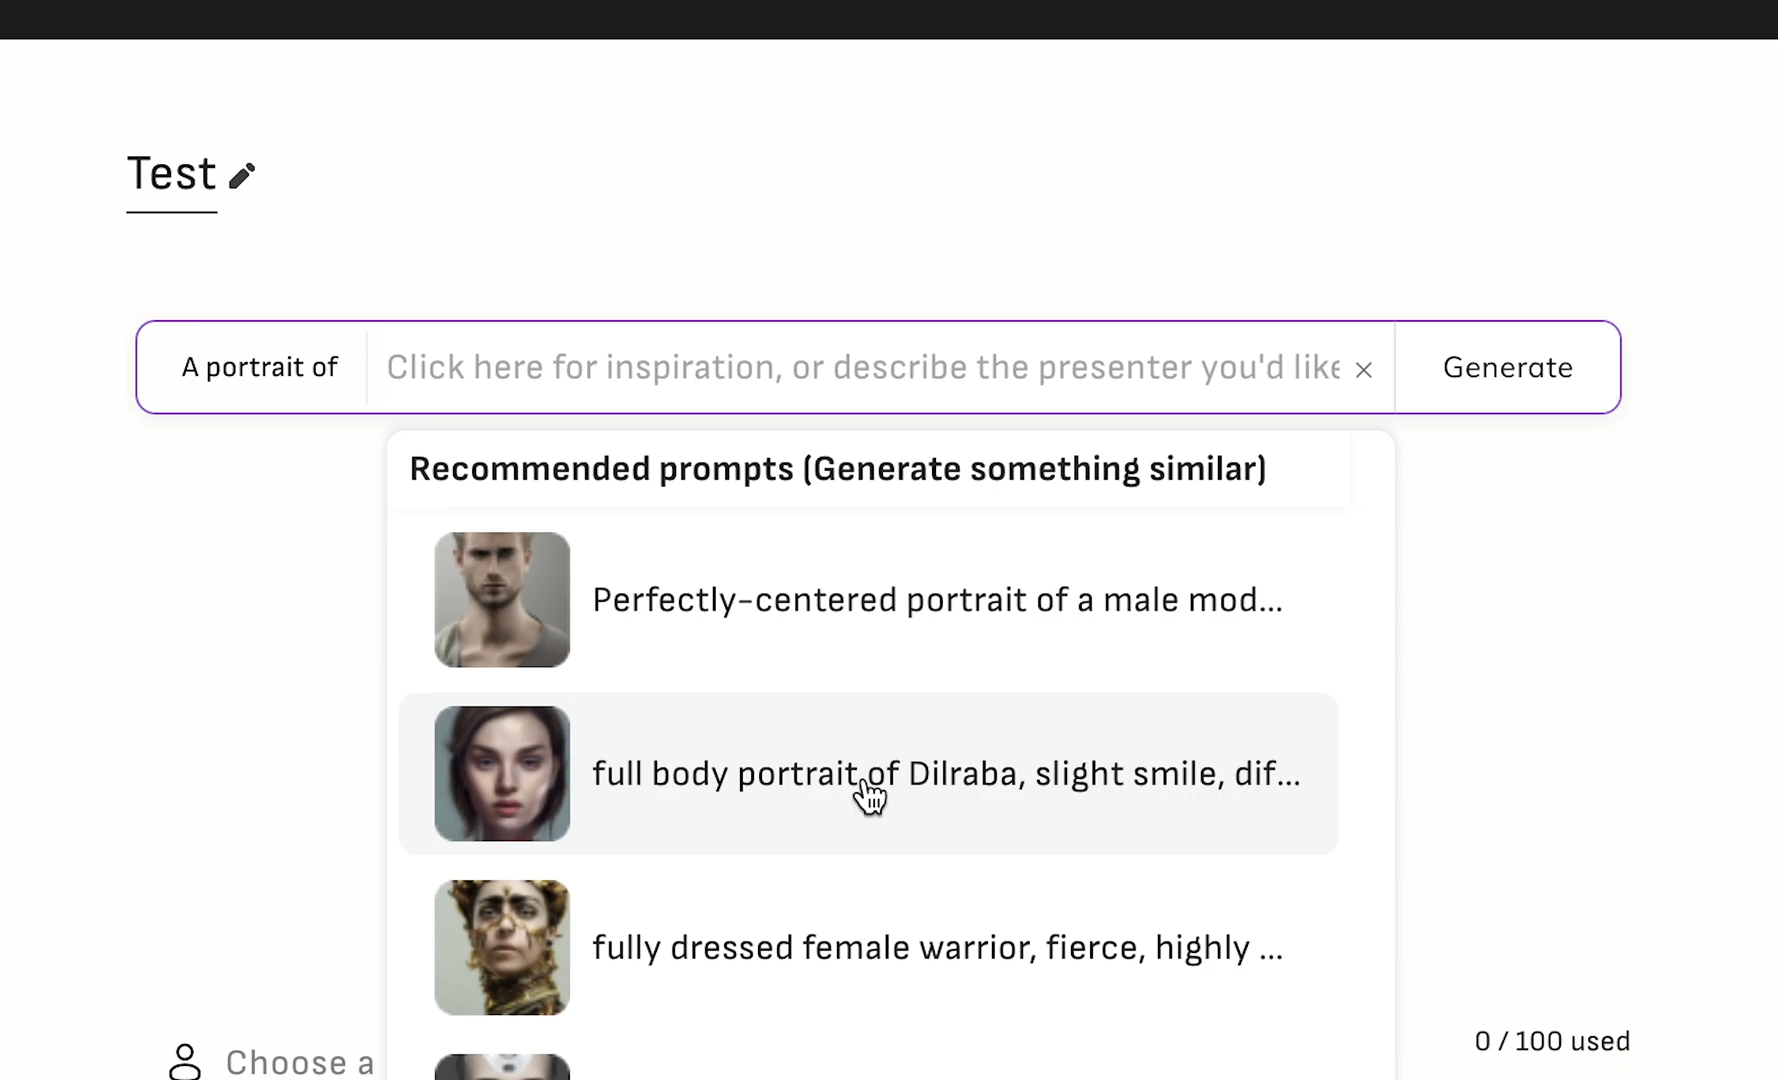 Test
A portrait of
Click here for inspiration, or describe the presenter you'd like
Generate
Recommended prompts (Generate something similar)
Perfectly-centered portrait of a male mod...
full body portrait of Dilraba, slight smile, dif...
fully dressed female warrior, fierce, highly ...
Choose a
0 / 100 used